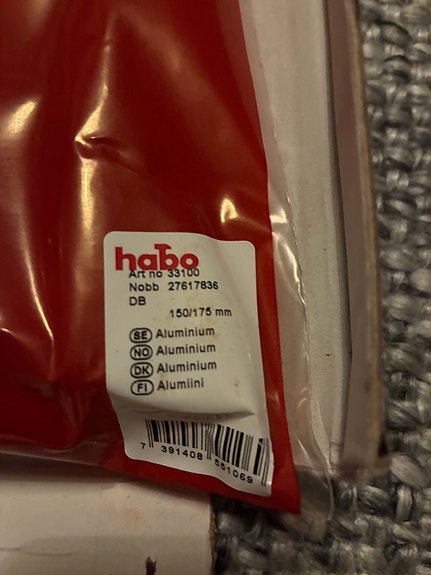 habo
Art no 33100
Nobb 27617836
DB
150/175 mm
SE Aluminium
NO Aluminium
DK Aluminium
FI Alumiini
7 391408 551069